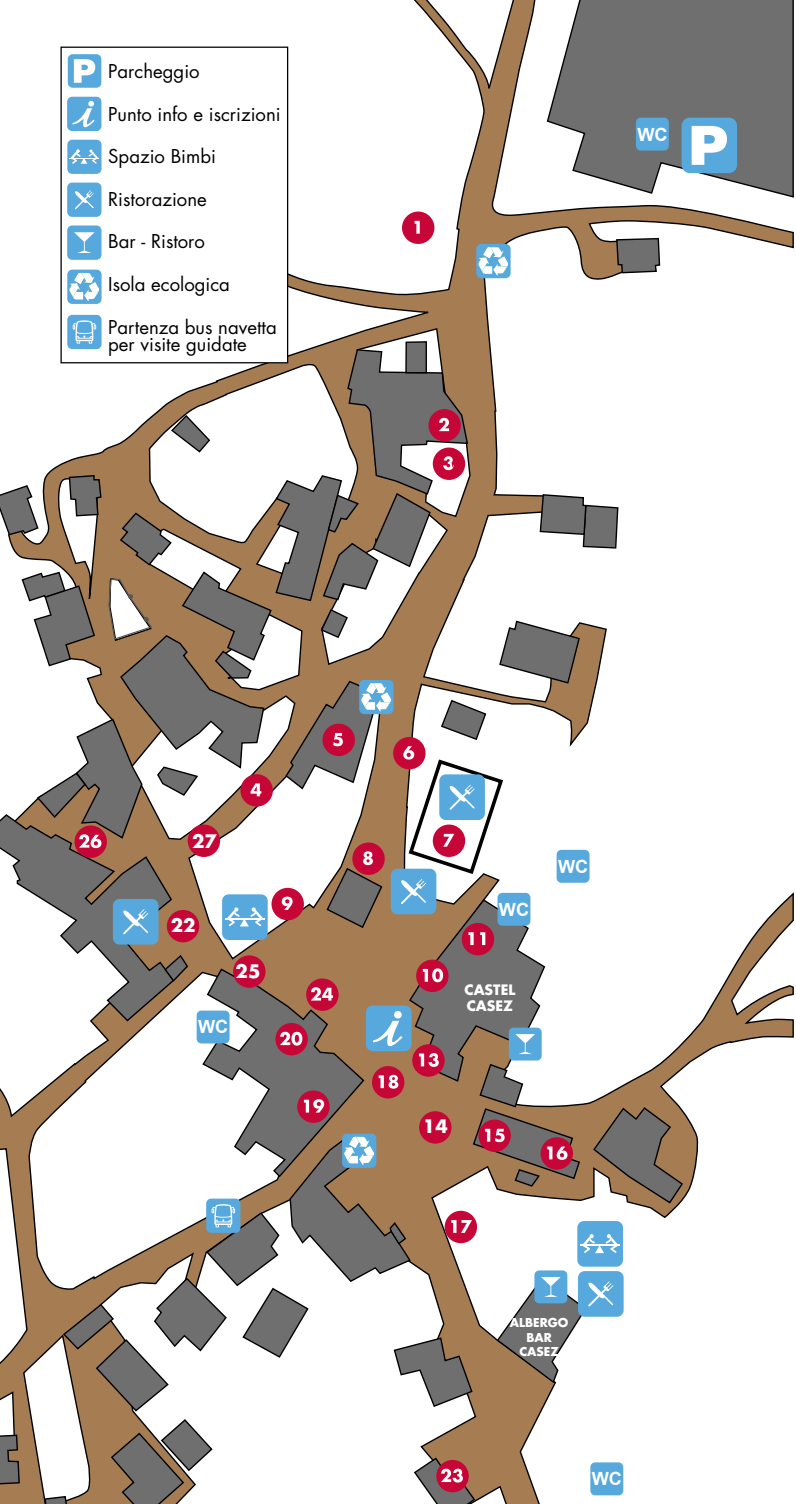 P Parcheggio
i Punto info e iscrizioni
Spazio Bimbi
Ristorazione
Bar - Ristoro
Isola ecologica
Partenza bus navetta
per visite guidate
WC P
1
2
3
5
6
4
7
26
27
8
WC
9
WC
22
11
25
10
CASTEL
CASEZ
24
WC
i
20
13
18
19
14
15
16
17
ALBERGO
BAR
CASEZ
23
WC